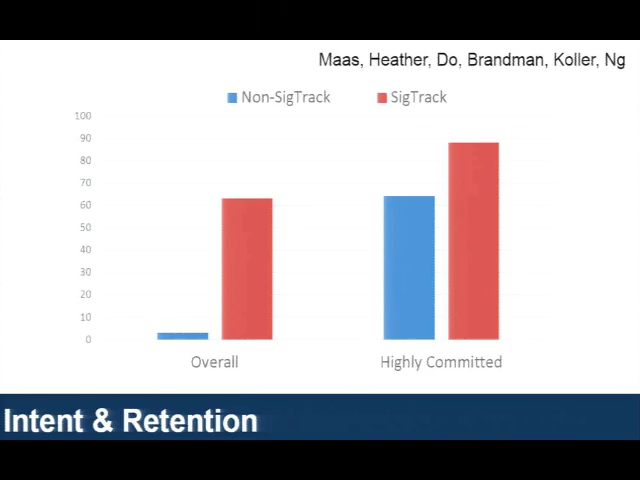 Maas, Heather, Do, Brandman, Koller, Ng
Non-SigTrack SigTrack
100
90
80
70
60
50
40
30
20
10
0
Overall Highly Committed
Intent & Retention